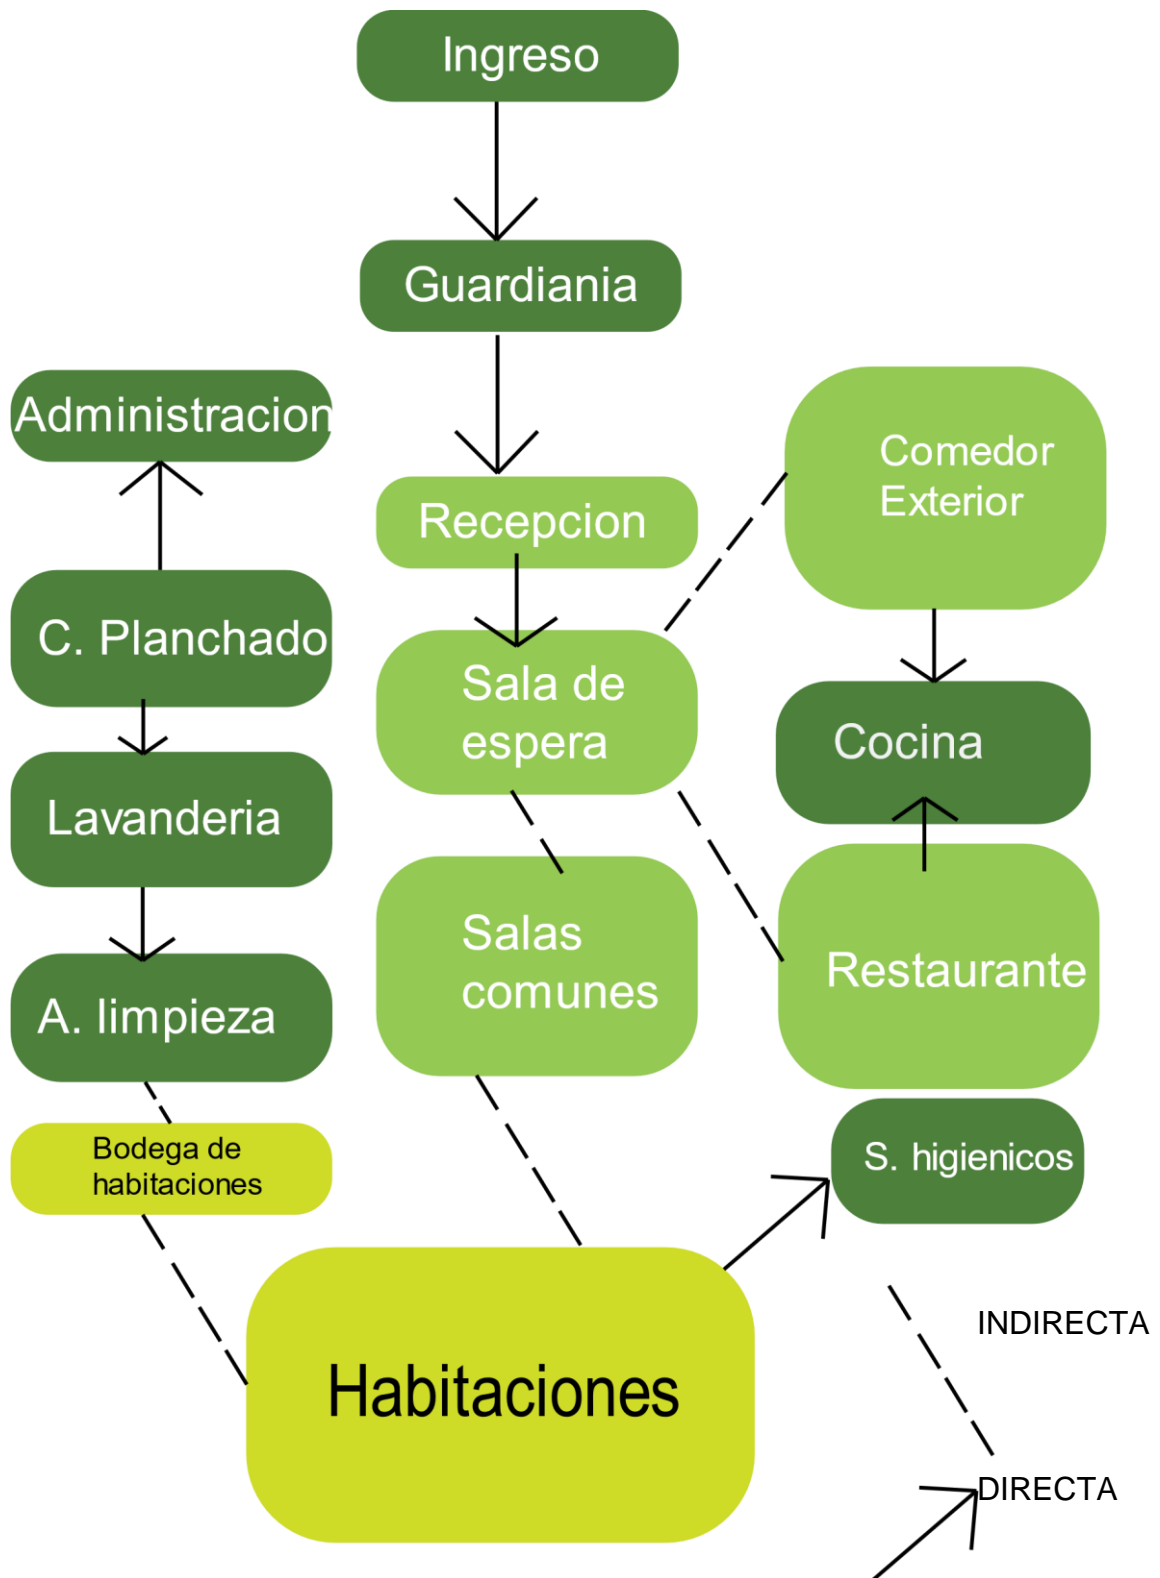 Ingreso
Guardiania
Administracion
Recepcion
Comedor
Exterior
C. Planchado
Sala de
espera
Cocina
Lavanderia
Salas
comunes
Restaurante
A. limpieza
Bodega de
habitaciones
S. higienicos
Habitaciones
INDIRECTA
DIRECTA